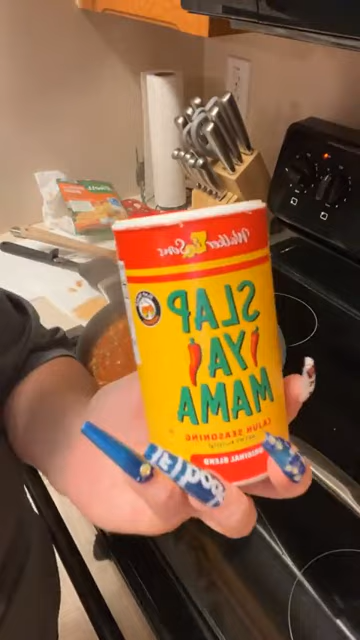 Walker & Sons
SLAP
YA
MAMA
CAJUN SEASONING
ORIGINAL BLEND